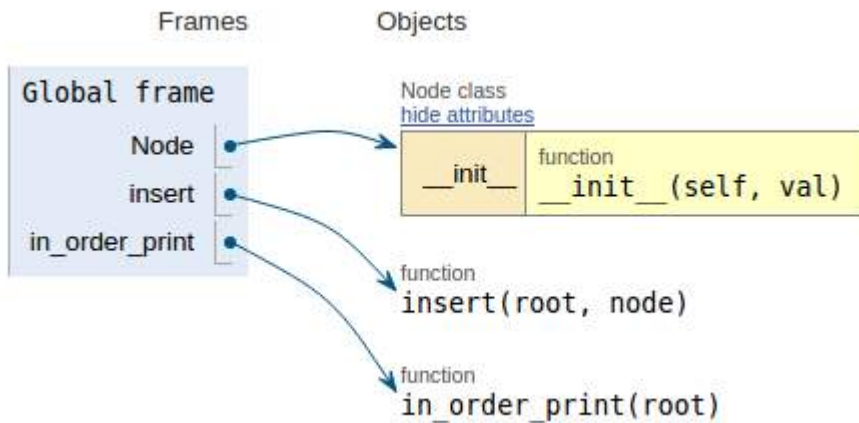 Frames Objects
Global frame
Node
insert
in_order_print
Node class
hide attributes
__init__
function
__init__(self, val)
function
insert(root, node)
function
in_order_print(root)